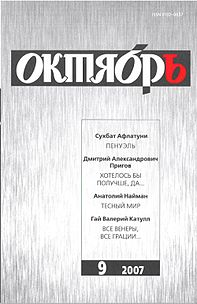 ОКТЯБРЬ
Сухбат Афлатуни
ПЕНУЭЛЬ
Дмитрий Александрович
Пригов
ХОТЕЛОСЬ БЫ
ПОЛУЧШЕ, ДА...
Анатолий Найман
ТЕСНЫЙ МИР
Гай Валерий Катулл
ВСЕ ВЕНЕРЫ,
ВСЕ ГРАЦИИ...
9 2007